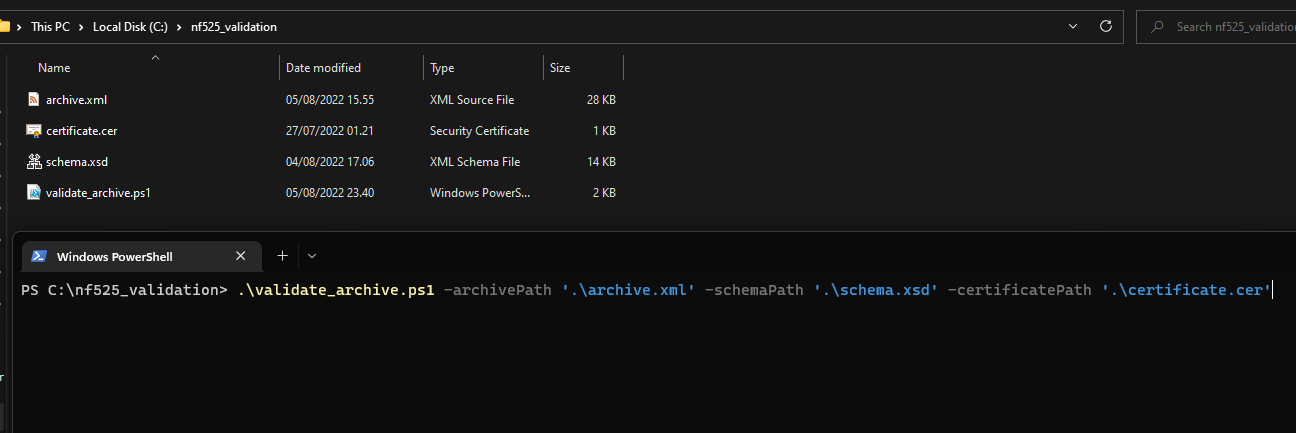 This PC > Local Disk (C:) > nf525_validation
Search nf525_validation
Name Date modified Type Size
archive.xml 05/08/2022 15.55 XML Source File 28 KB
certificate.cer 27/07/2022 01.21 Security Certificate 1 KB
schema.xsd 04/08/2022 17.06 XML Schema File 14 KB
validate_archive.ps1 05/08/2022 23.40 Windows PowerS... 2 KB
Windows PowerShell
PS C:\nf525_validation> .\validate_archive.ps1 -archivePath '.\archive.xml' -schemaPath '.\schema.xsd' -certificatePath '.\certificate.cer'